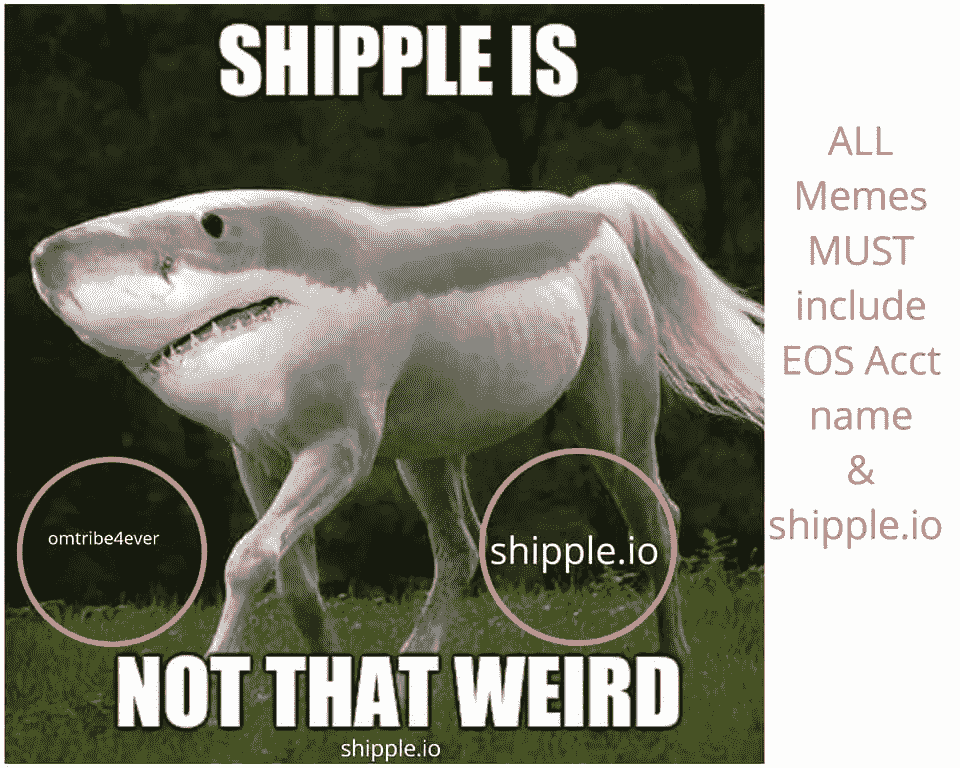 SHIPPLE IS
omtribe4ever
shipple.io
NOT THAT WEIRD
shipple.io
ALL
Memes
MUST
include
EOS Acct
name
&
shipple.io